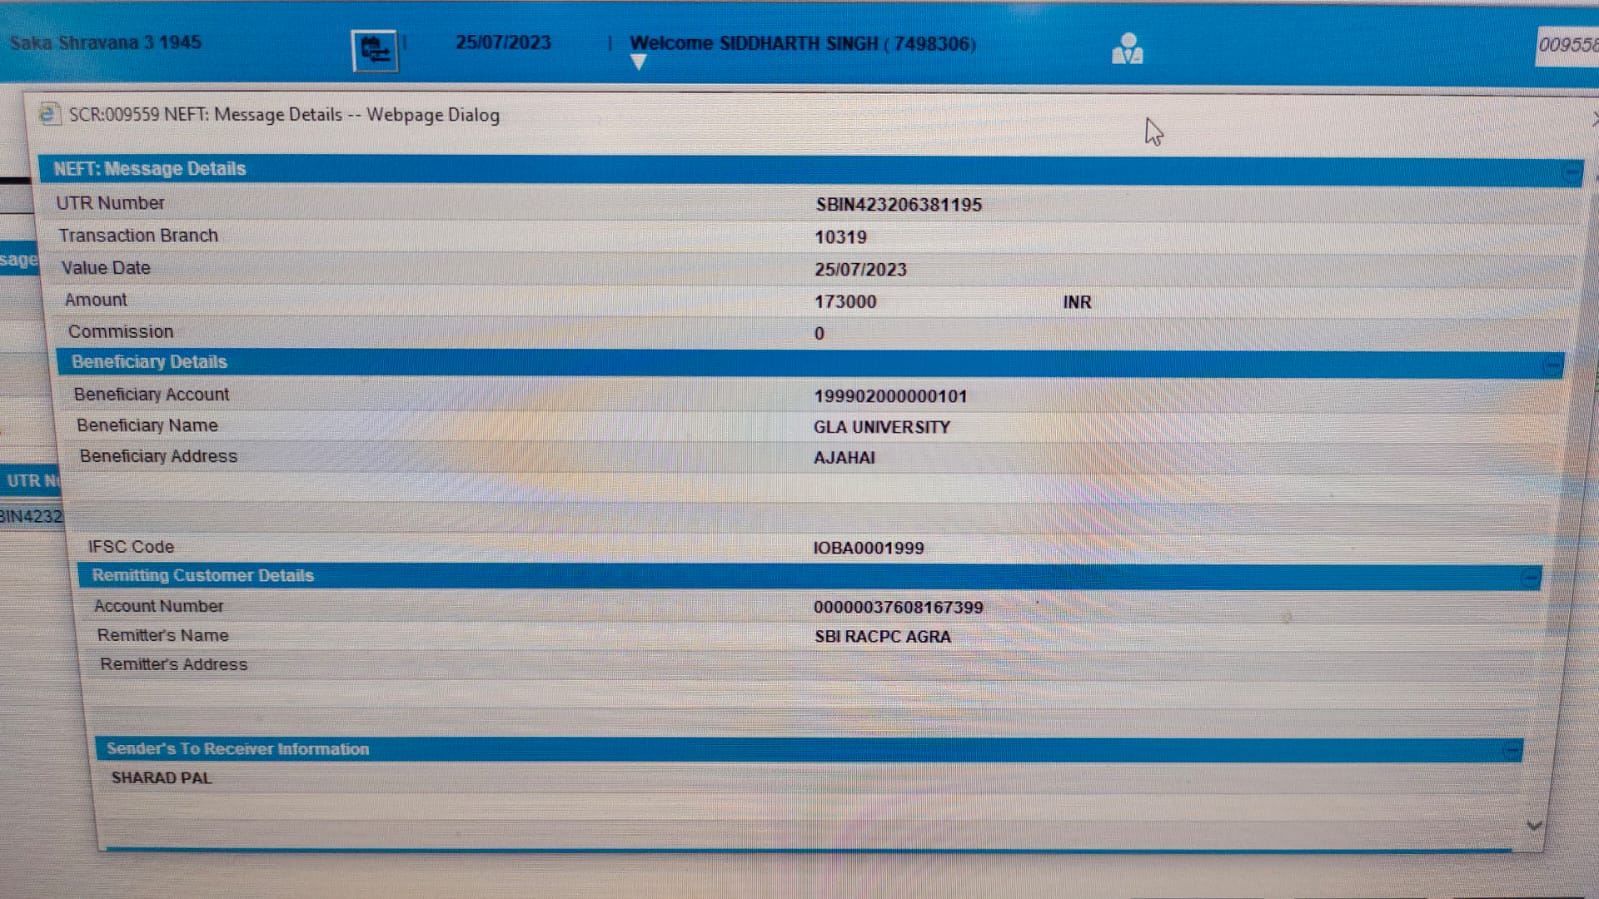 Saka Shravana 3 1945 | 25/07/2023 | Welcome SIDDHARTH SINGH ( 7498306)
009558
SCR:009559 NEFT: Message Details -- Webpage Dialog
NEFT: Message Details
UTR Number SBIN423206381195
Transaction Branch 10319
Value Date 25/07/2023
Amount 173000 INR
Commission 0
Beneficiary Details
Beneficiary Account 199902000000101
Beneficiary Name GLA UNIVERSITY
Beneficiary Address AJAHAI
IFSC Code IOBA0001999
Remitting Customer Details
Account Number 00000037608167399
Remitter's Name SBI RACPC AGRA
Remitter's Address
Sender's To Receiver Information
SHARAD PAL
sage
UTR N
BIN4232